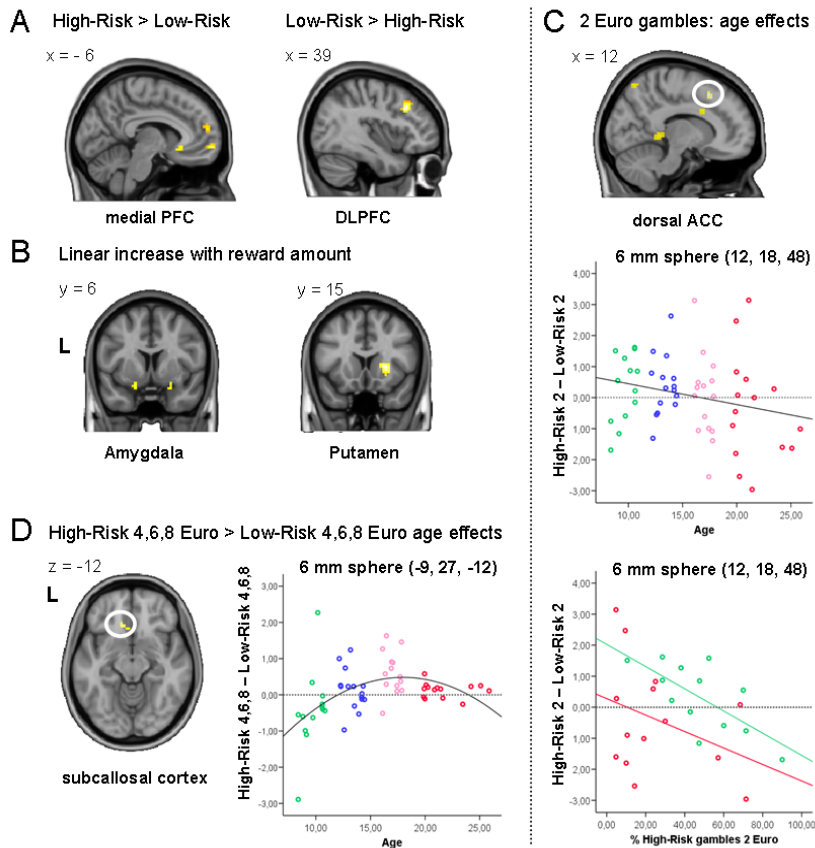 A
High-Risk > Low-Risk
Low-Risk > High-Risk
x = - 6
x = 39
medial PFC
DLPFC
B
Linear increase with reward amount
y = 6
y = 15
L
Amygdala
Putamen
C
2 Euro gambles: age effects
x = 12
dorsal ACC
6 mm sphere (12, 18, 48)
High-Risk 2 – Low-Risk 2
4,00
3,00
2,00
1,00
0,00
1,00
2,00
3,00
10,00 15,00 20,00 25,00
Age
6 mm sphere (12, 18, 48)
High-Risk 2 – Low-Risk 2
4,00
3,00
2,00
1,00
0,00
1,00
2,00
3,00
0,00 20,00 40,00 60,00 80,00 100,00
% High-Risk gambles 2 Euro
D
High-Risk 4,6,8 Euro > Low-Risk 4,6,8 Euro age effects
z = -12
L
subcallosal cortex
6 mm sphere (-9, 27, -12)
High-Risk 4,6,8 – Low-Risk 4,6,8
3,00
2,00
1,00
0,00
1,00
2,00
3,00
10,00 15,00 20,00 25,00
Age